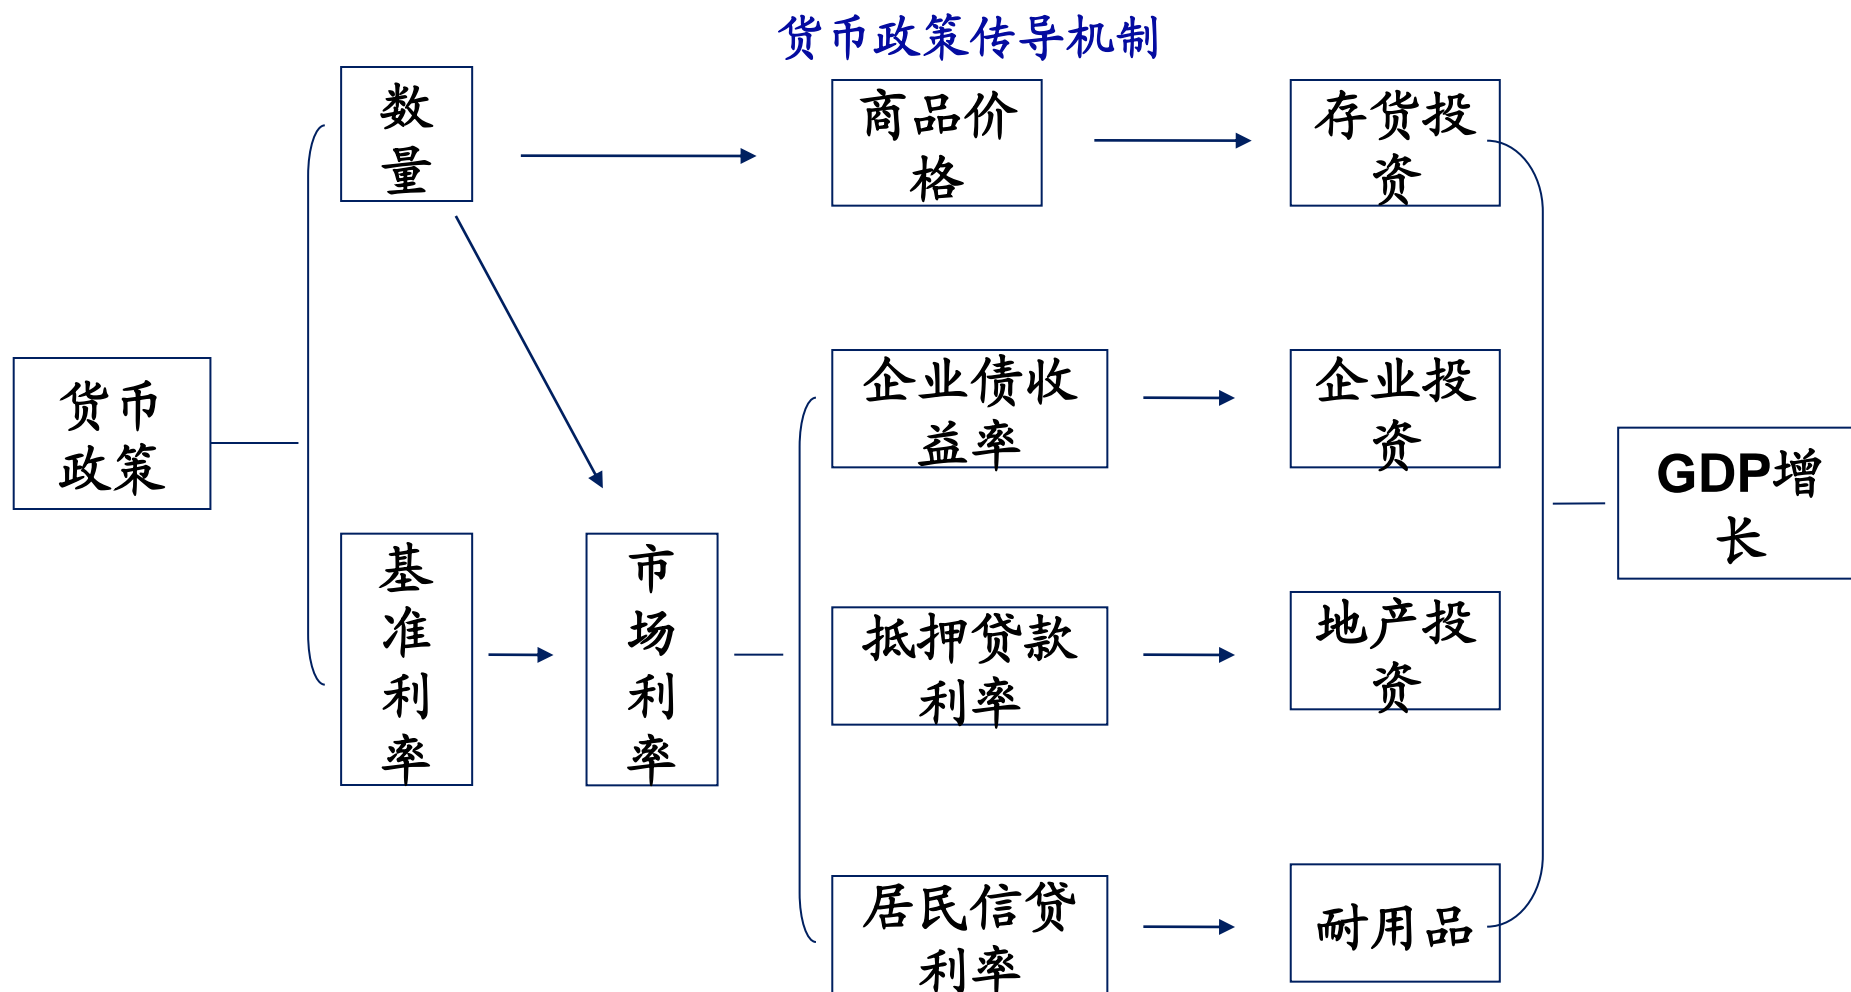 货币政策传导机制
数
量
商品价
格
存货投
资
货币
政策
企业债收
益率
企业投
资
GDP增
长
基
准
利
率
市
场
利
率
抵押贷款
利率
地产投
资
居民信贷
利率
耐用品